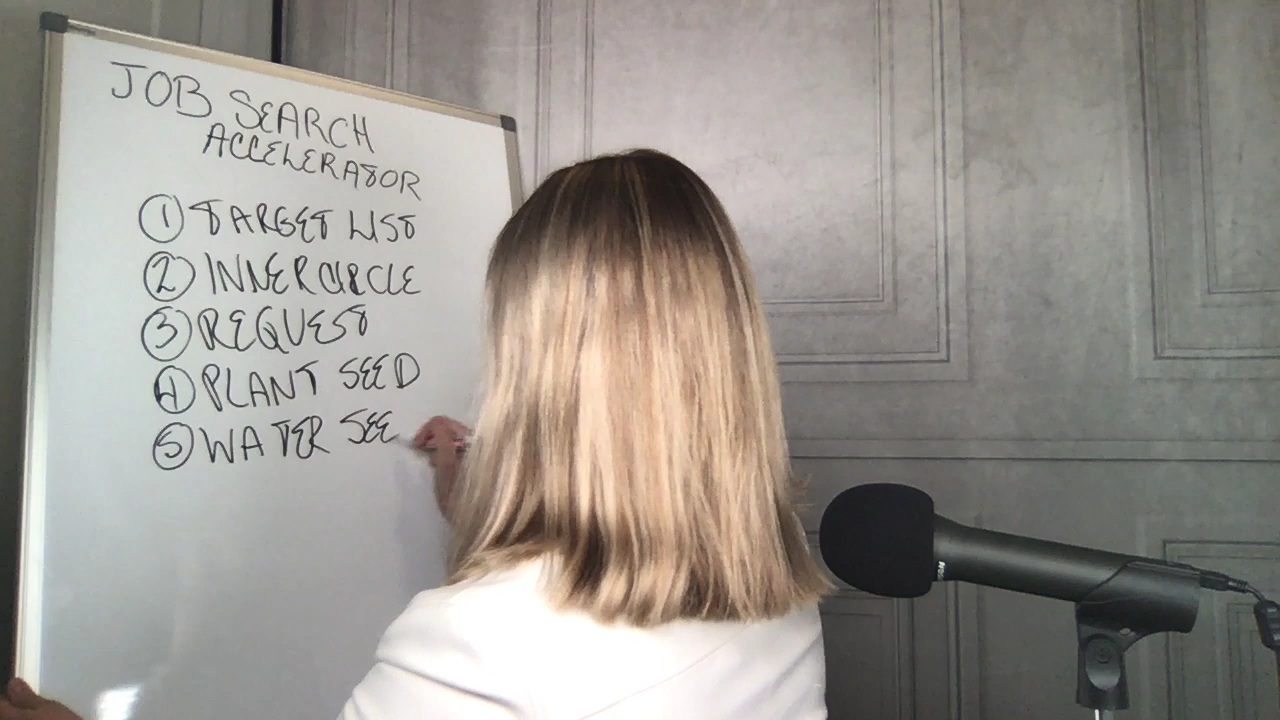 JOB SEARCH
ACCELERATOR
① TARGET LIST
② INNER CIRCLE
③ REQUEST
④ PLANT SEED
⑤ WATER SEE